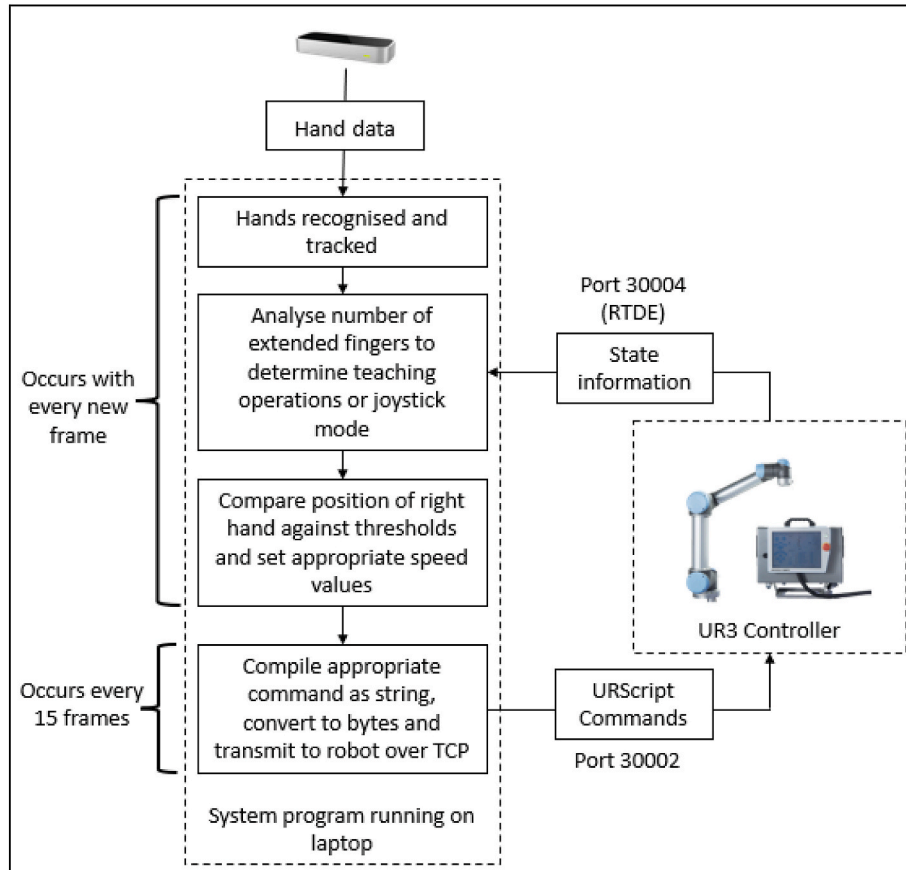 Hand data
Hands recognised and
tracked
Analyse number of
extended fingers to
determine teaching
operations or joystick
mode
Compare position of right
hand against thresholds
and set appropriate speed
values
Occurs with
every new
frame
Port 30004
(RTDE)
State
information
UR3 Controller
Occurs every
15 frames
Compile appropriate
command as string,
convert to bytes and
transmit to robot over TCP
URScript
Commands
Port 30002
System program running on
laptop